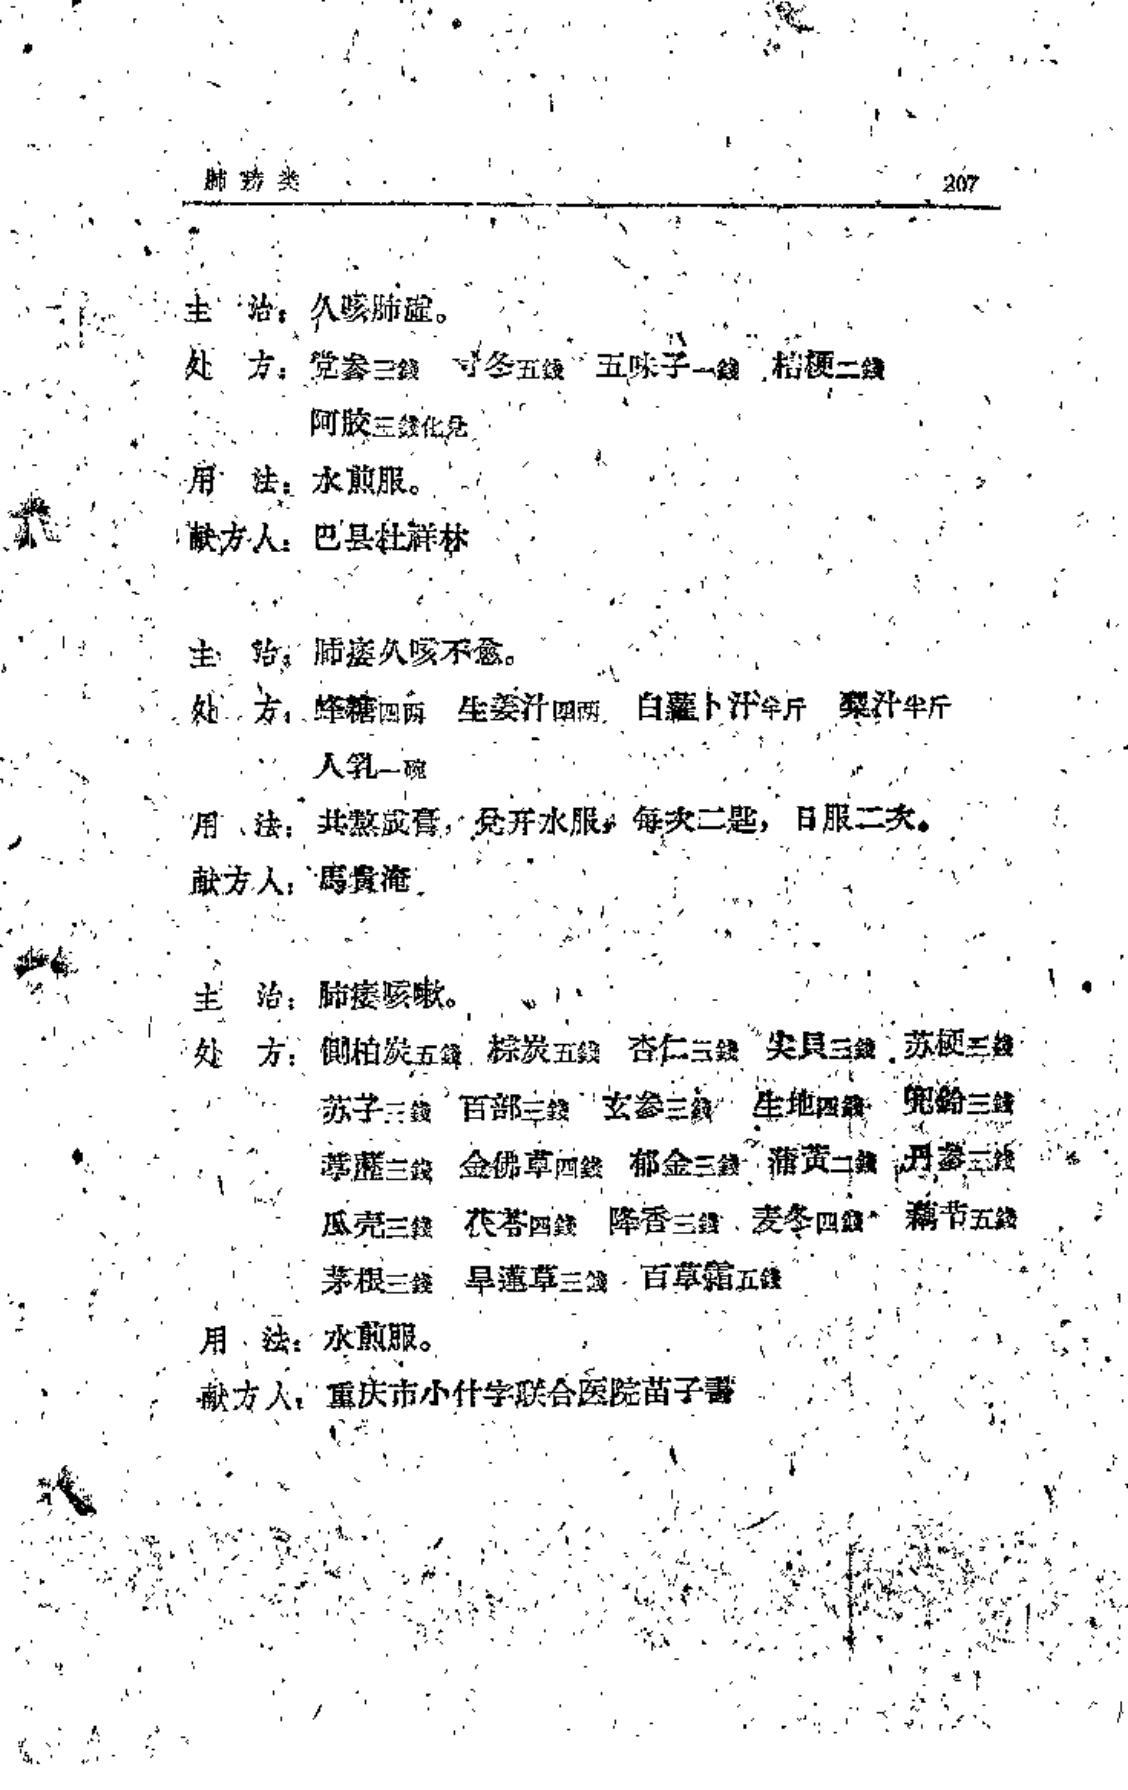 肺痨类 207
主 治：久咳肺虚。
处 方：党参三錢 寸冬五錢 五味子一錢 桔梗二錢
阿胶三錢化兑
用 法：水煎服。
献方人：巴县杜祥林
主 治：肺痿久咳不愈。
处 方：蜂糖四两 生姜汁四两 白蘿卜汁半斤 梨汁半斤
人乳一碗
用 法：共熬成膏，兑开水服，每次二匙，日服二次。
献方人：馬貴淹
主 治：肺痿咳嗽。
处 方：側柏炭五錢 棕炭五錢 杏仁三錢 尖貝三錢 苏梗三錢
苏子三錢 百部三錢 玄参三錢 生地四錢 兜鈴三錢
葶藶三錢 金佛草四錢 郁金三錢 蒲黃二錢 丹参三錢
瓜壳三錢 茯苓四錢 降香三錢 麦冬四錢 藕节五錢
茅根三錢 旱蓮草三錢 百草霜五錢
用 法：水煎服。
献方人：重庆市小什字联合医院苗子